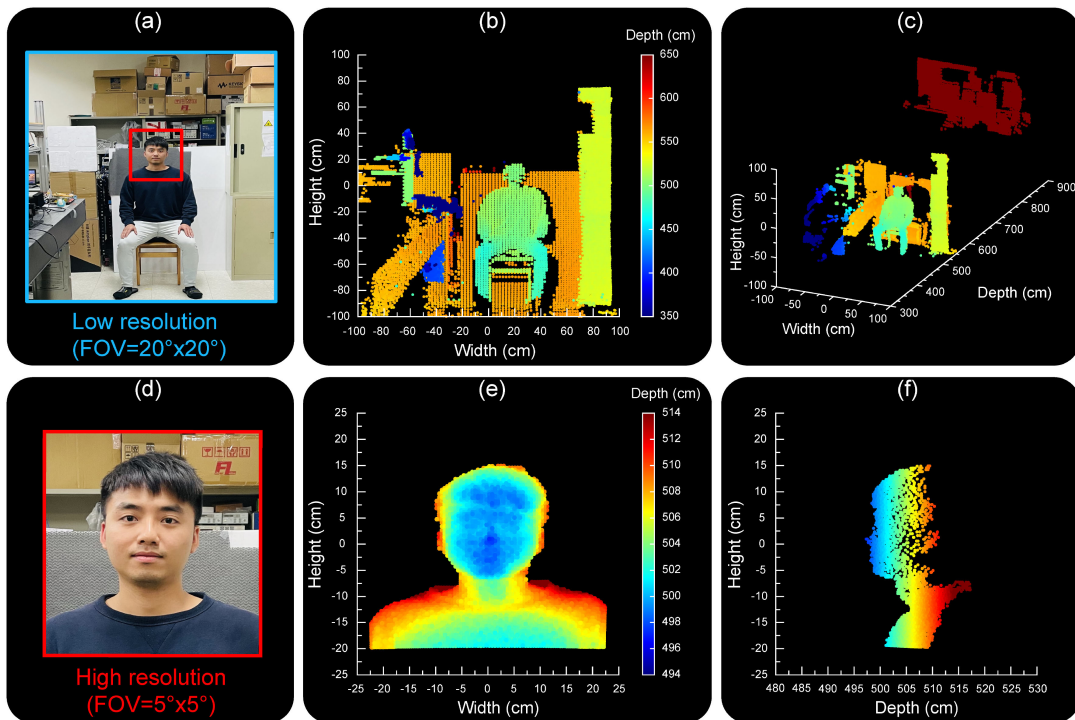 (a)
Low resolution
(FOV=20°x20°)
(b)
Depth (cm)
650
600
550
500
450
400
350
100
80
60
40
20
0
-20
-40
-60
-80
-100
Height (cm)
-100 -80 -60 -40 -20 0 20 40 60 80 100
Width (cm)
(c)
100
50
0
-50
-100
Height (cm)
-100 -50 0 50 100
Width (cm)
300 400 500 600 700 800 900
Depth (cm)
(d)
FL
High resolution
(FOV=5°x5°)
(e)
Depth (cm)
514
512
510
508
506
504
502
500
498
496
494
25
20
15
10
5
0
-5
-10
-15
-20
-25
Height (cm)
-25 -20 -15 -10 -5 0 5 10 15 20 25
Width (cm)
(f)
25
20
15
10
5
0
-5
-10
-15
-20
-25
Height (cm)
480 485 490 495 500 505 510 515 520 525 530
Depth (cm)